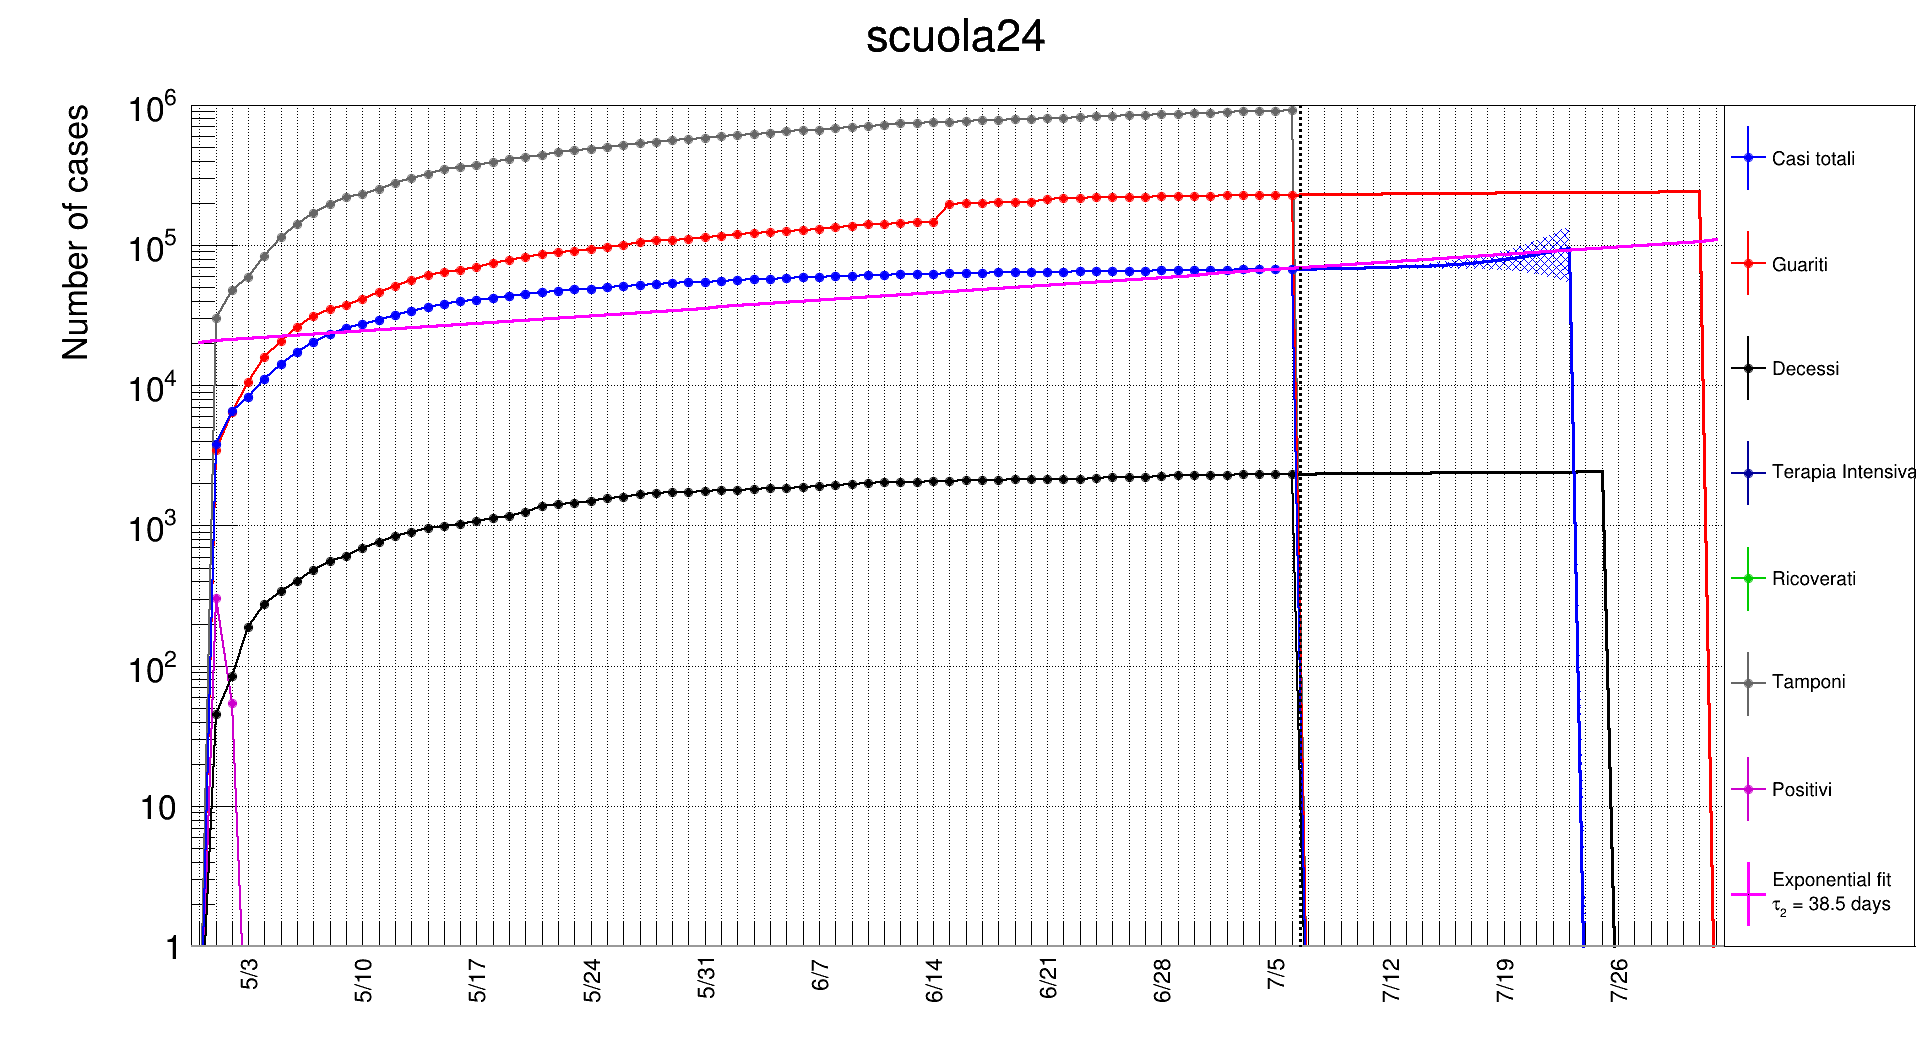 scuola24
Number of cases
10^6
10^5
10^4
10^3
10^2
10
1
5/3
5/10
5/17
5/24
5/31
6/7
6/14
6/21
6/28
7/5
7/12
7/19
7/26
Casi totali
Guariti
Decessi
Terapia Intensiva
Ricoverati
Tamponi
Positivi
Exponential fit
τ_2 = 38.5 days